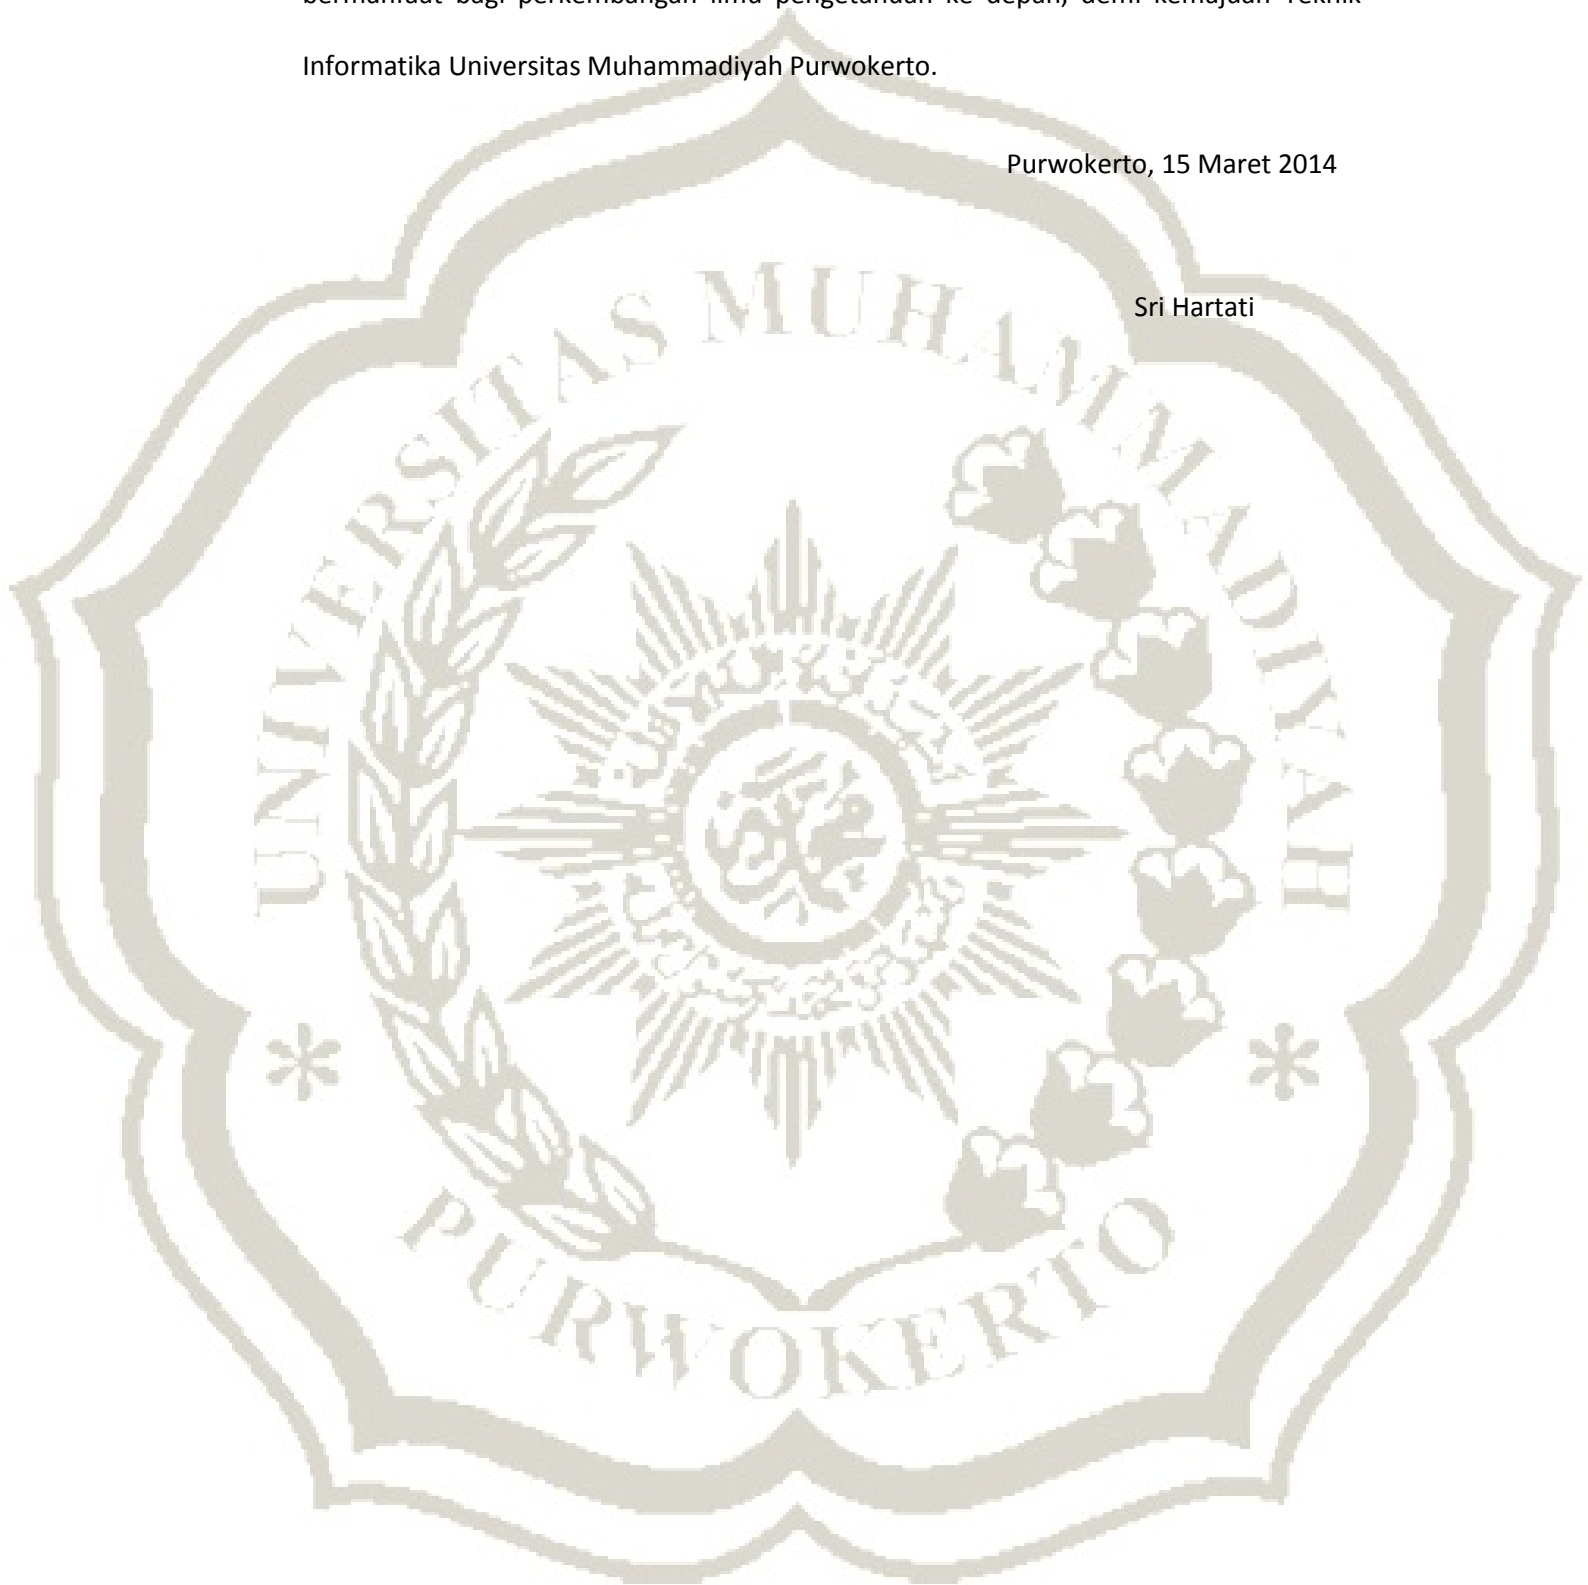 bermanfaat bagi perkembangan ilmu pengetahuan ke depan, demi kemajuan Teknik
Informatika Universitas Muhammadiyah Purwokerto.
Purwokerto, 15 Maret 2014
Sri Hartati
UNIVERSITAS MUHAMMADIYAH
PURWOKERTO